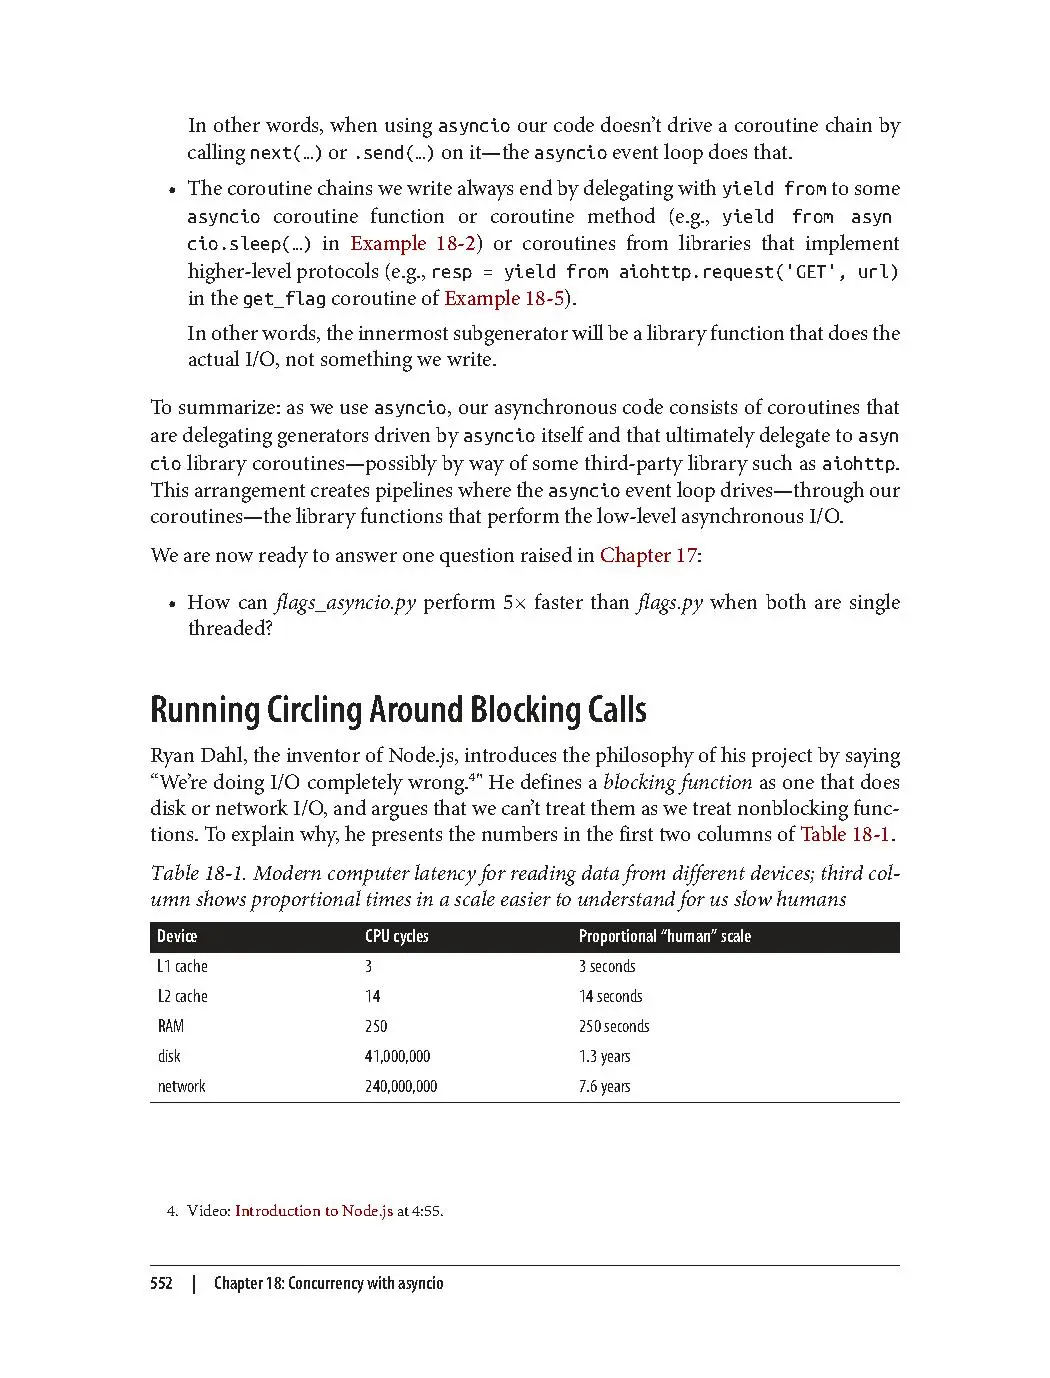 In other words, when using asyncio our code doesn’t drive a coroutine chain by
calling next(…) or .send(…) on it—the asyncio event loop does that.
• The coroutine chains we write always end by delegating with yield from to some
asyncio coroutine function or coroutine method (e.g., yield from asyn
cio.sleep(…) in Example 18-2) or coroutines from libraries that implement
higher-level protocols (e.g., resp = yield from aiohttp.request('GET', url)
in the get_flag coroutine of Example 18-5).
In other words, the innermost subgenerator will be a library function that does the
actual I/O, not something we write.
To summarize: as we use asyncio, our asynchronous code consists of coroutines that
are delegating generators driven by asyncio itself and that ultimately delegate to asyn
cio library coroutines—possibly by way of some third-party library such as aiohttp.
This arrangement creates pipelines where the asyncio event loop drives—through our
coroutines—the library functions that perform the low-level asynchronous I/O.
We are now ready to answer one question raised in Chapter 17:
• How can flags_asyncio.py perform 5× faster than flags.py when both are single
threaded?
Running Circling Around Blocking Calls
Ryan Dahl, the inventor of Node.js, introduces the philosophy of his project by saying
“We’re doing I/O completely wrong.4” He defines a blocking function as one that does
disk or network I/O, and argues that we can’t treat them as we treat nonblocking func-
tions. To explain why, he presents the numbers in the first two columns of Table 18-1.
Table 18-1. Modern computer latency for reading data from different devices; third col-
umn shows proportional times in a scale easier to understand for us slow humans
Device CPU cycles Proportional “human” scale
L1 cache 3 3 seconds
L2 cache 14 14 seconds
RAM 250 250 seconds
disk 41,000,000 1.3 years
network 240,000,000 7.6 years
4. Video: Introduction to Node.js at 4:55.
552 | Chapter 18: Concurrency with asyncio